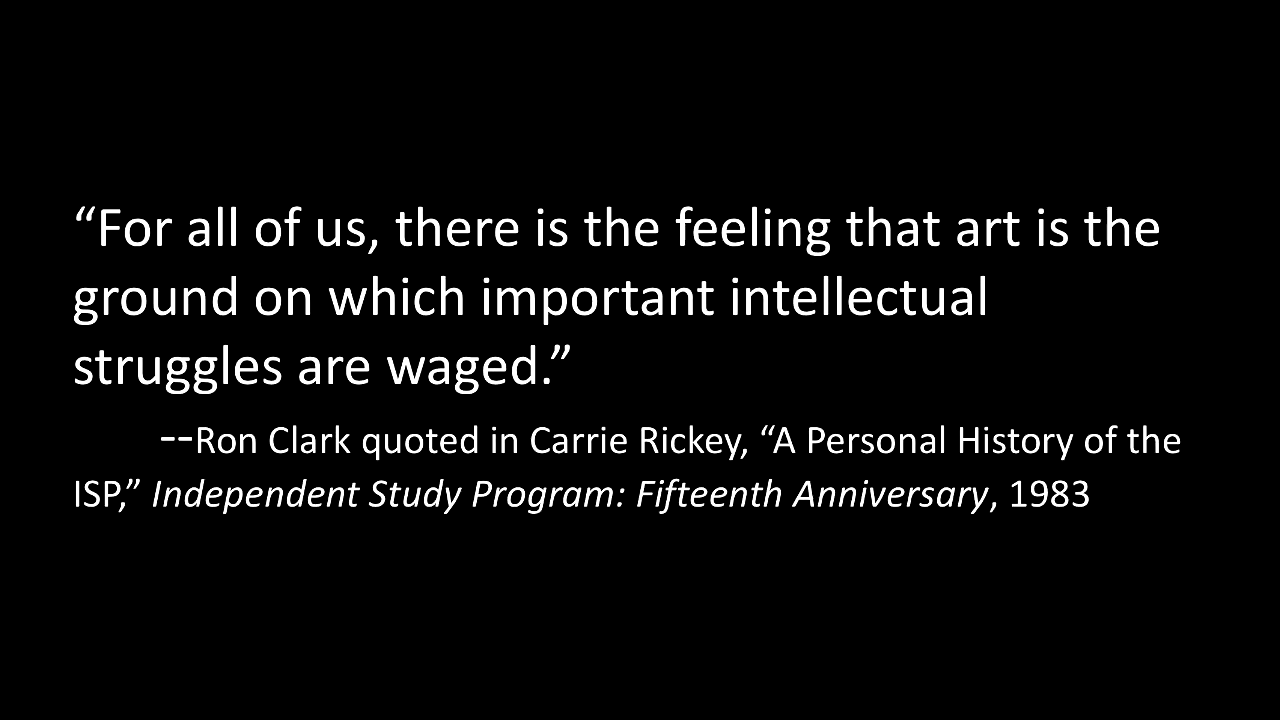 “For all of us, there is the feeling that art is the
ground on which important intellectual
struggles are waged.”
--Ron Clark quoted in Carrie Rickey, “A Personal History of the
ISP,” Independent Study Program: Fifteenth Anniversary, 1983